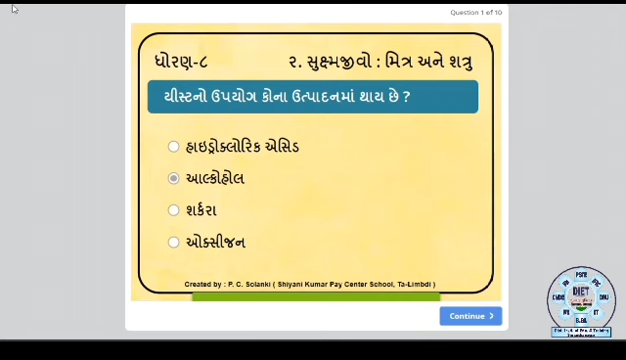 Question 1 of 10
ધોરણ-૮ ૨. સુક્ષ્મજીવો : મિત્ર અને શત્રુ
યીસ્ટનો ઉપયોગ કોના ઉત્પાદનમાં થાય છે ?
હાઇડ્રોક્લોરિક એસિડ
આલ્કોહોલ
શર્કરા
ઓક્સીજન
Created by : P. C. Solanki ( Shiyani Kumar Pay Center School, Ta-Limbdi )
Continue
DIET